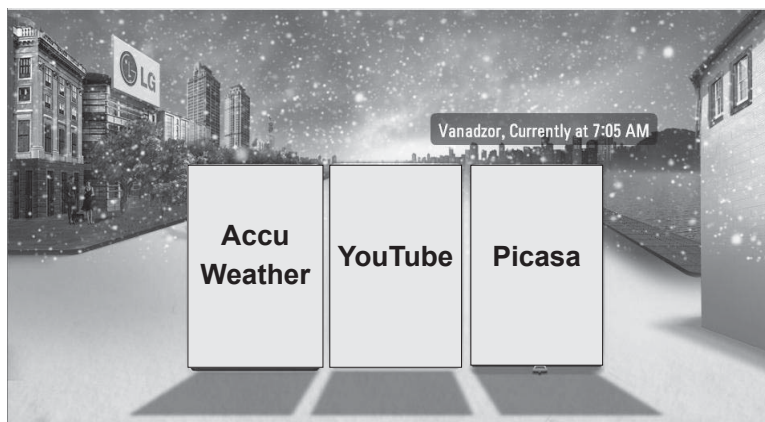 LG
Vanadzor, Currently at 7:05 AM
Accu
Weather
YouTube
Picasa